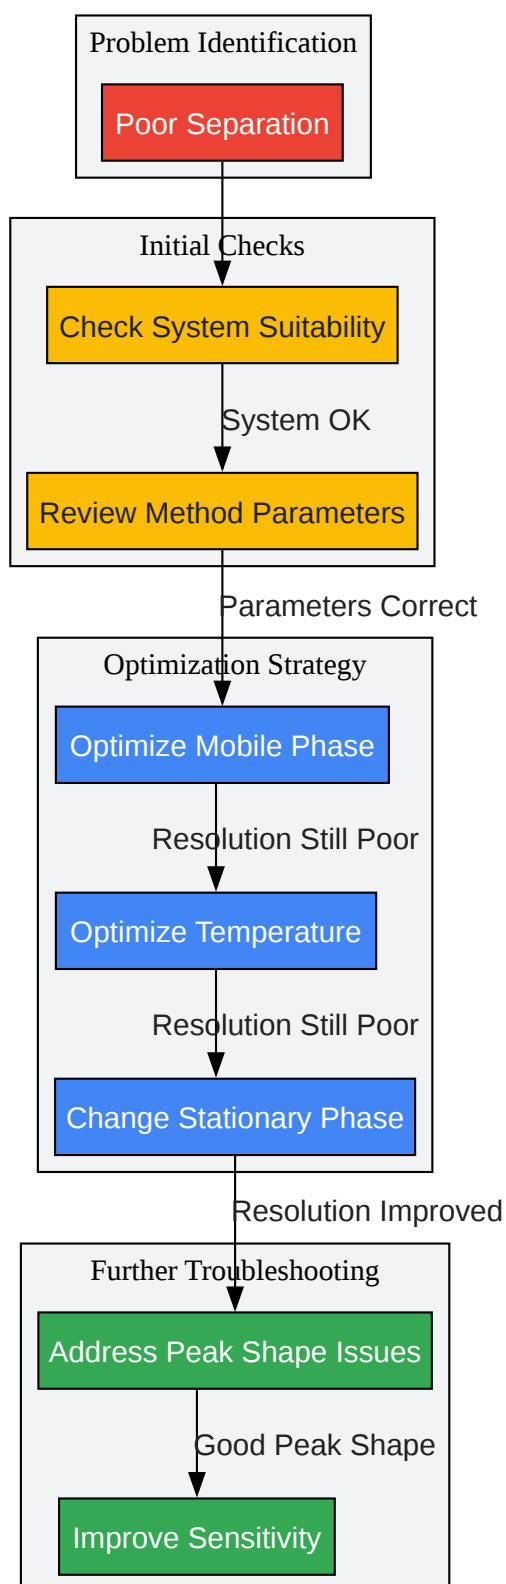 Problem Identification
Poor Separation
Initial Checks
Check System Suitability
System OK
Review Method Parameters
Parameters Correct
Optimization Strategy
Optimize Mobile Phase
Resolution Still Poor
Optimize Temperature
Resolution Still Poor
Change Stationary Phase
Resolution Improved
Further Troubleshooting
Address Peak Shape Issues
Good Peak Shape
Improve Sensitivity